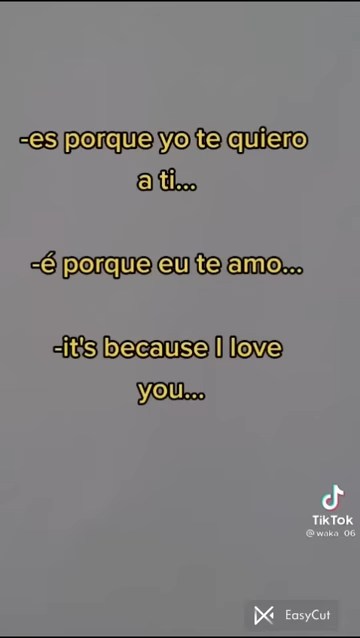 -es porque yo te quiero
a ti...
-é porque eu te amo...
-it's because I love
you...
TikTok
@waka_06
EasyCut